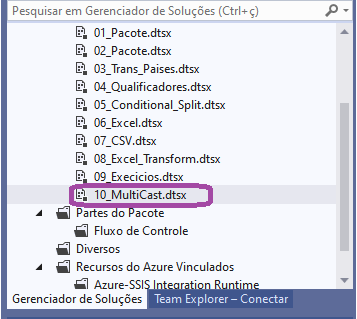 Pesquisar em Gerenciador de Soluções (Ctrl+ç)
01_Pacote.dtsx
02_Pacote.dtsx
03_Trans_Paises.dtsx
04_Qualificadores.dtsx
05_Conditional_Split.dtsx
06_Excel.dtsx
07_CSV.dtsx
08_Excel_Transform.dtsx
09_Execicios.dtsx
10_MultiCast.dtsx
Partes do Pacote
Fluxo de Controle
Diversos
Recursos do Azure Vinculados
Azure-SSIS Integration Runtime
Gerenciador de Soluções Team Explorer – Conectar